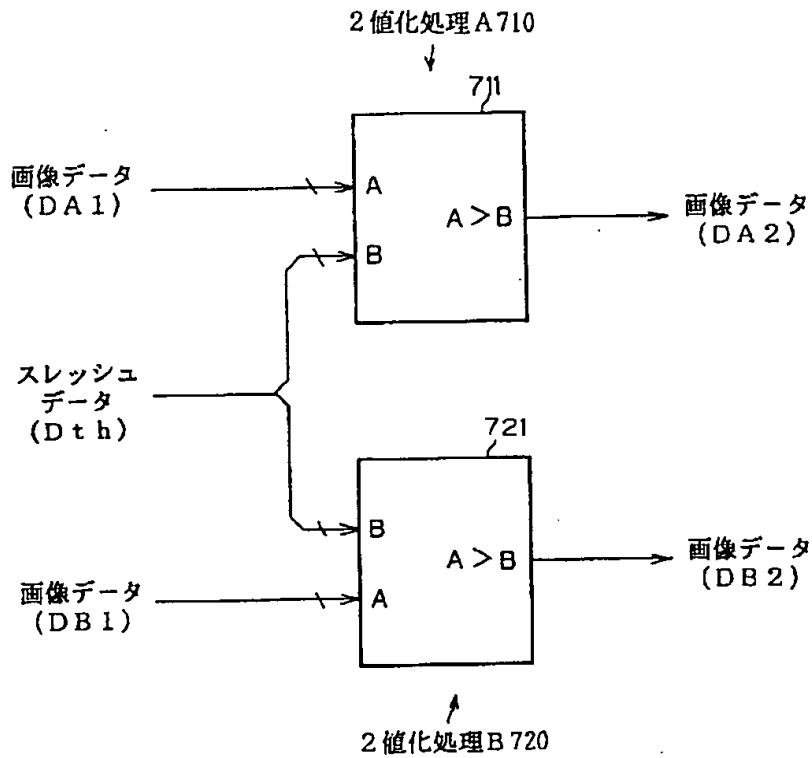 2値化処理A710
711
画像データ
(DA1)
A
A>B
画像データ
(DA2)
B
スレッシュ
データ
(Dth)
721
B
A>B
画像データ
(DB2)
画像データ
(DB1)
A
2値化処理B720